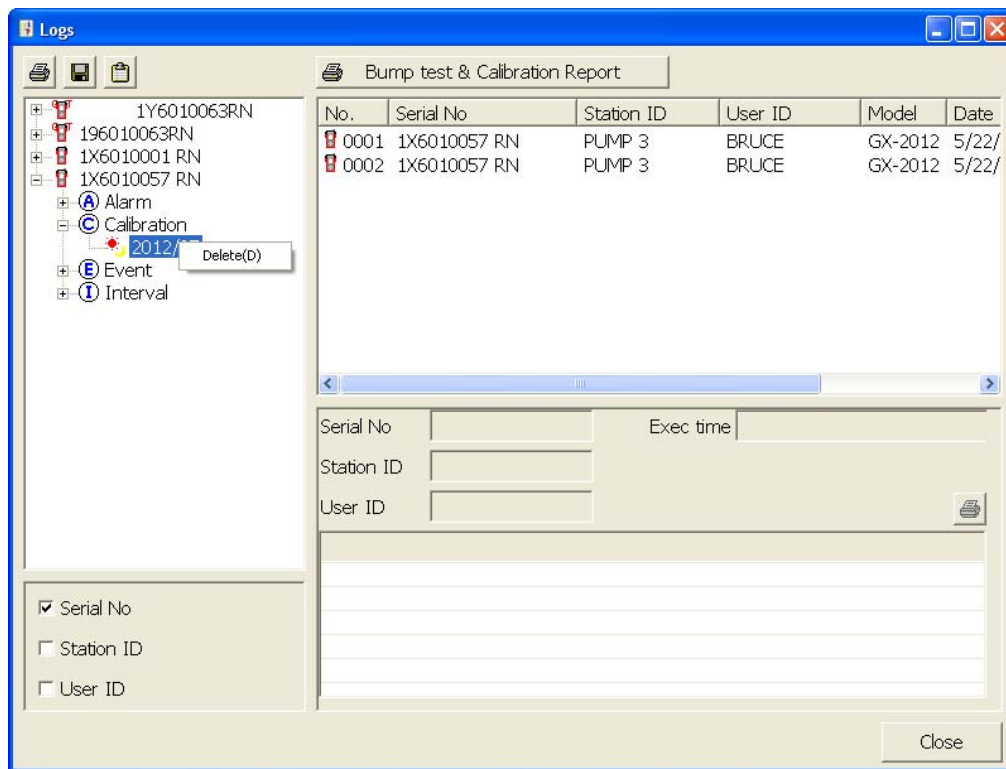 Logs
Bump test & Calibration Report
1Y6010063RN
196010063RN
1X6010001 RN
1X6010057 RN
A Alarm
C Calibration
2012/
Delete(D)
E Event
I Interval
No. Serial No Station ID User ID Model Date
0001 1X6010057 RN PUMP 3 BRUCE GX-2012 5/22/
0002 1X6010057 RN PUMP 3 BRUCE GX-2012 5/22/
Serial No Exec time
Station ID
User ID
Serial No
Station ID
User ID
Close